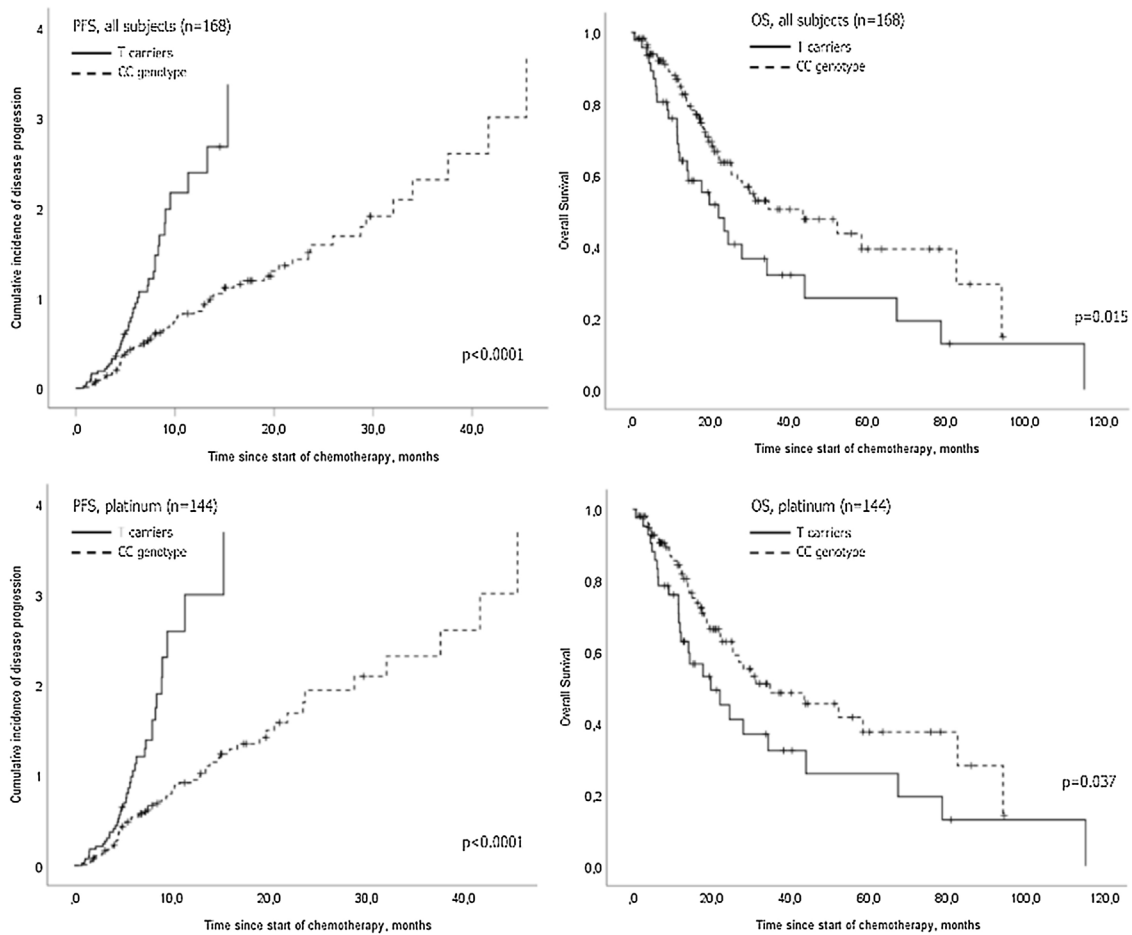 PFS, all subjects (n=168)
T carriers
CC genotype
Cumulative incidence of disease progression
4
3
2
1
0
p<0.0001
,0 10,0 20,0 30,0 40,0
Time since start of chemotherapy, months
OS, all subjects (n=168)
T carriers
CC genotype
Overall Survival
1,0
0,8
0,6
0,4
0,2
0,0
p=0.015
,0 20,0 40,0 60,0 80,0 100,0 120,0
Time since start of chemotherapy, months
PFS, platinum (n=144)
T carriers
CC genotype
Cumulative incidence of disease progression
4
3
2
1
0
p<0.0001
,0 10,0 20,0 30,0 40,0
Time since start of chemotherapy, months
OS, platinum (n=144)
T carriers
CC genotype
Overall Survival
1,0
0,8
0,6
0,4
0,2
0,0
p=0.037
,0 20,0 40,0 60,0 80,0 100,0 120,0
Time since start of chemotherapy, months